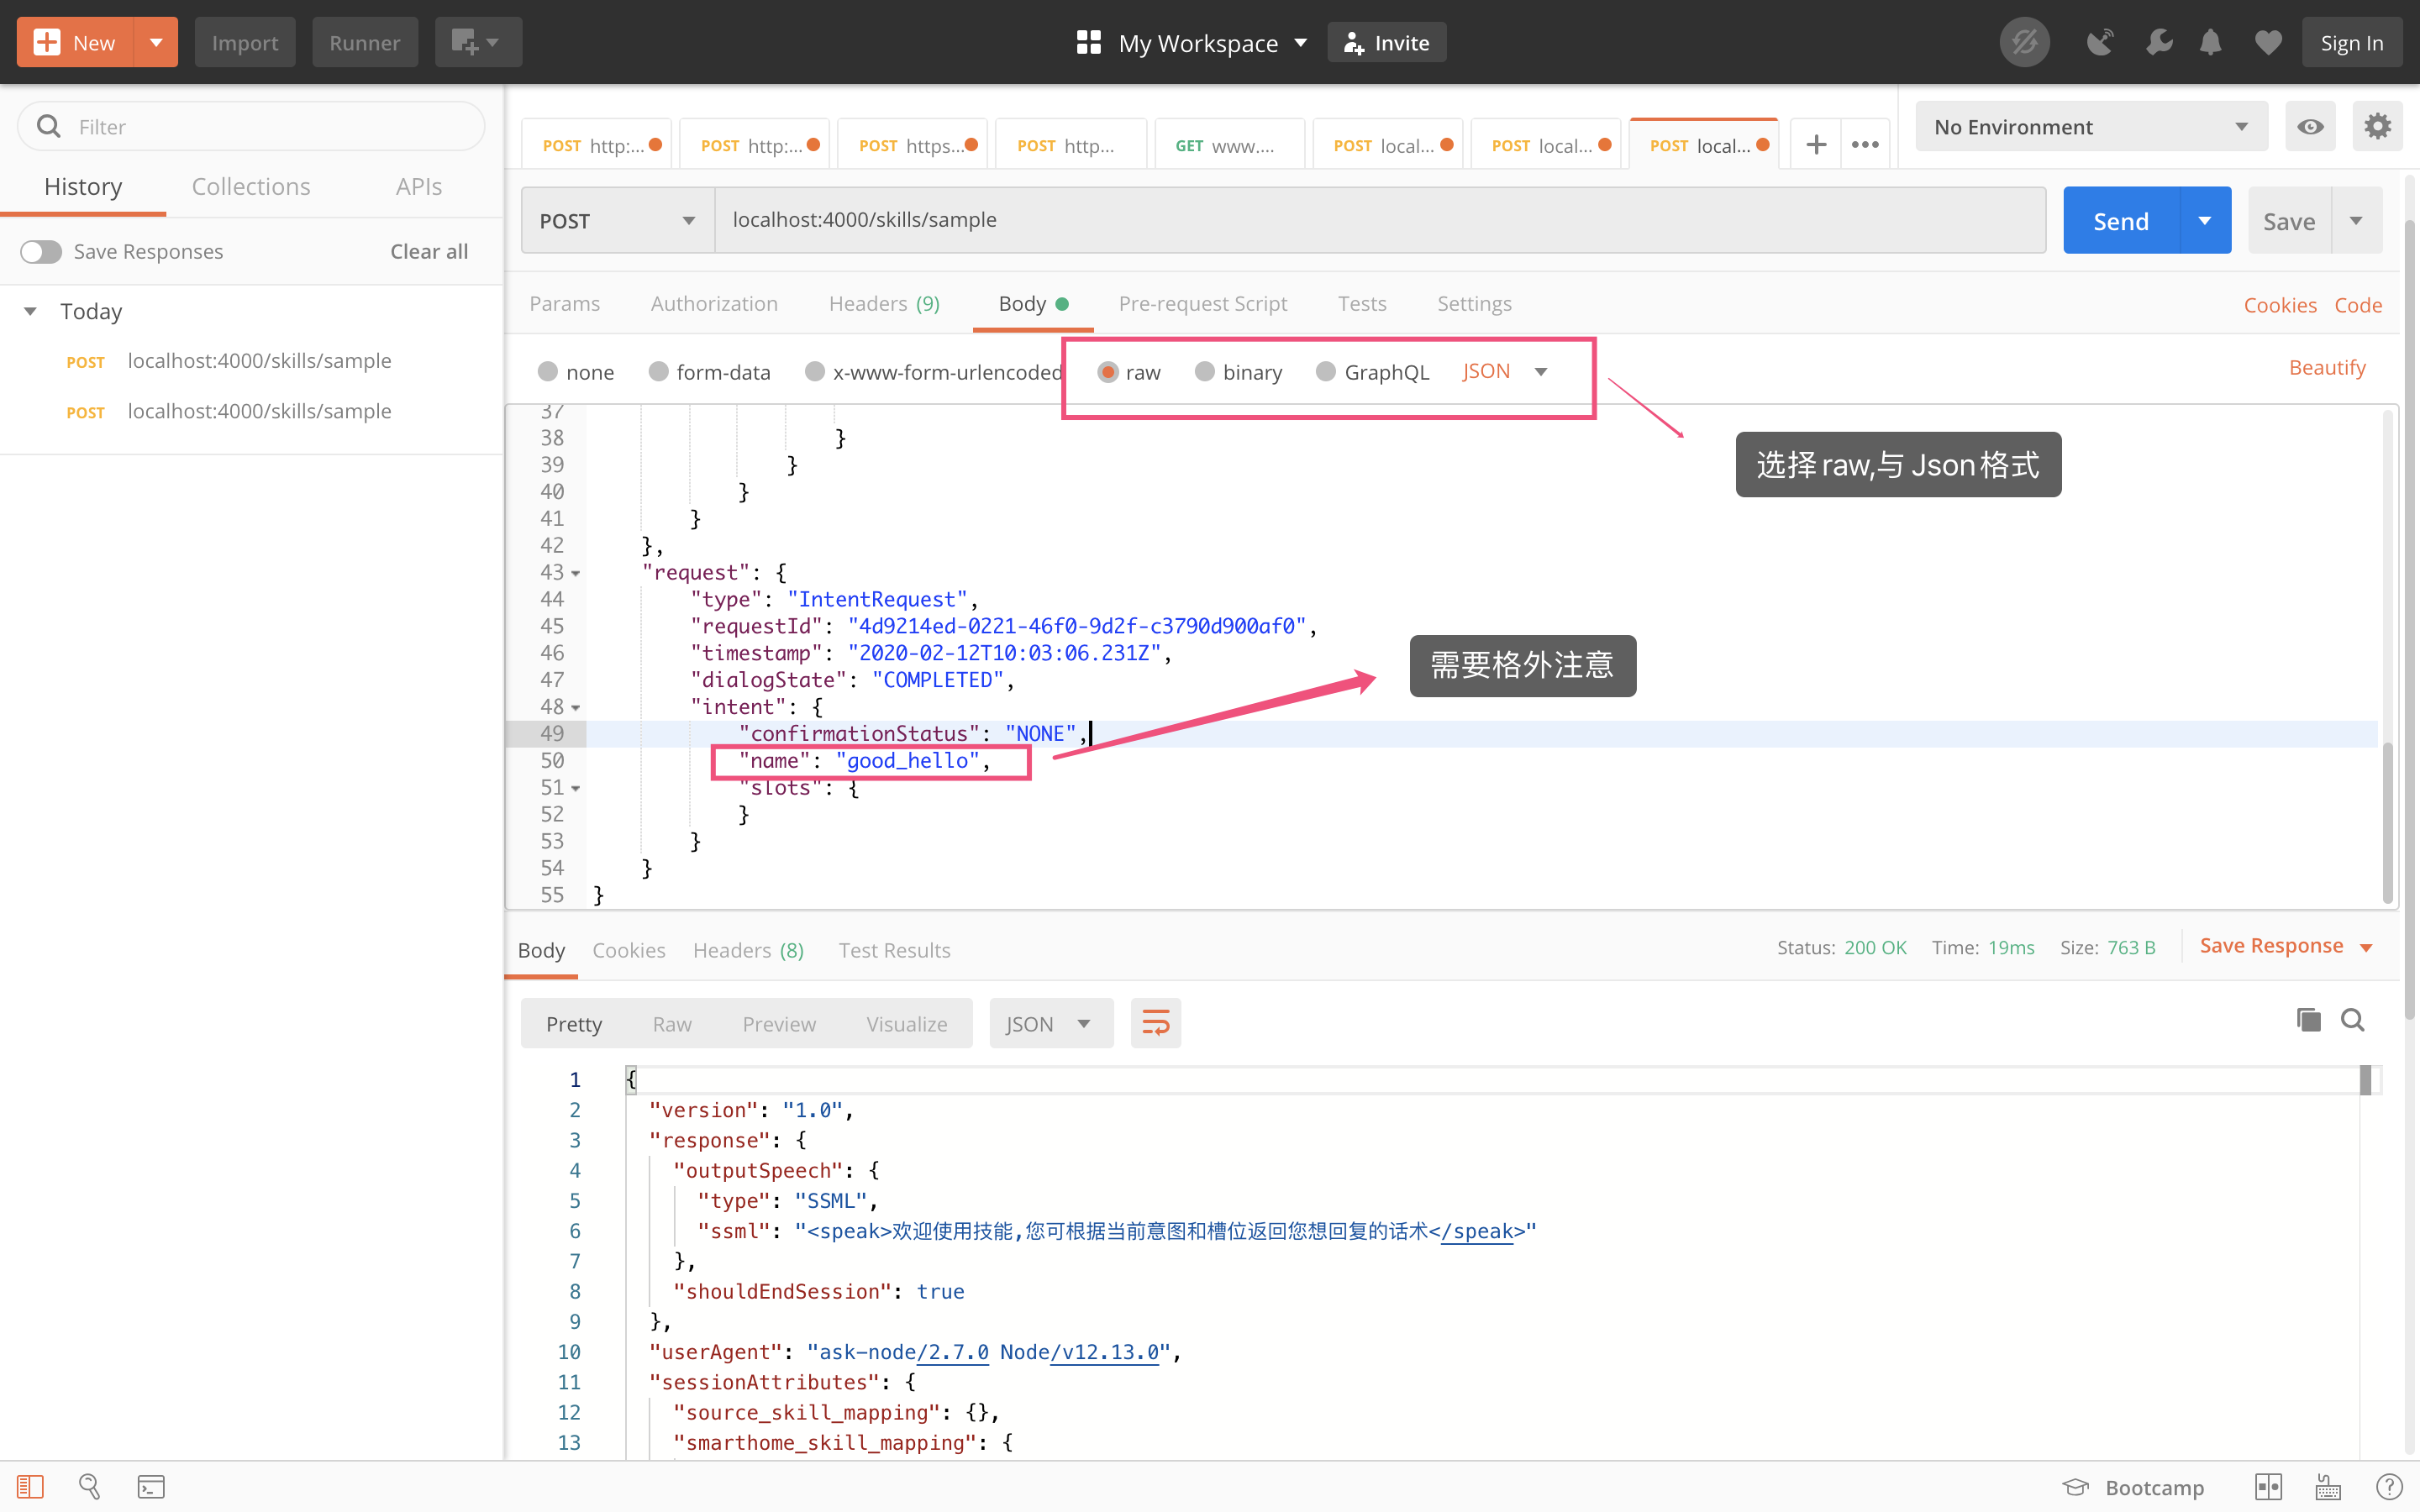 New Import Runner My Workspace Invite Sign In
Filter
History Collections APIs
Save Responses Clear all
Today
POST localhost:4000/skills/sample
POST localhost:4000/skills/sample
POST http:... POST http:... POST https... POST http... GET www.... POST local... POST local... POST local...
No Environment
POST localhost:4000/skills/sample Send Save
Params Authorization Headers (9) Body Pre-request Script Tests Settings Cookies Code
none form-data x-www-form-urlencoded raw binary GraphQL JSON Beautify
选择raw,与Json格式
37
38 }
39 }
40 }
41 }
42 },
43 "request": {
44 "type": "IntentRequest",
45 "requestId": "4d9214ed-0221-46f0-9d2f-c3790d900af0",
46 "timestamp": "2020-02-12T10:03:06.231Z",
47 "dialogState": "COMPLETED",
48 "intent": {
49 "confirmationStatus": "NONE",
50 "name": "good_hello",
51 "slots": {
52 }
53 }
54 }
55 }
需要格外注意
Body Cookies Headers (8) Test Results Status: 200 OK Time: 19ms Size: 763 B Save Response
Pretty Raw Preview Visualize JSON
1 {
2 "version": "1.0",
3 "response": {
4 "outputSpeech": {
5 "type": "SSML",
6 "ssml": "<speak>欢迎使用技能,您可根据当前意图和槽位返回您想回复的话术</speak>"
7 },
8 "shouldEndSession": true
9 },
10 "userAgent": "ask-node/2.7.0 Node/v12.13.0",
11 "sessionAttributes": {
12 "source_skill_mapping": {},
13 "smarthome_skill_mapping": {
Bootcamp